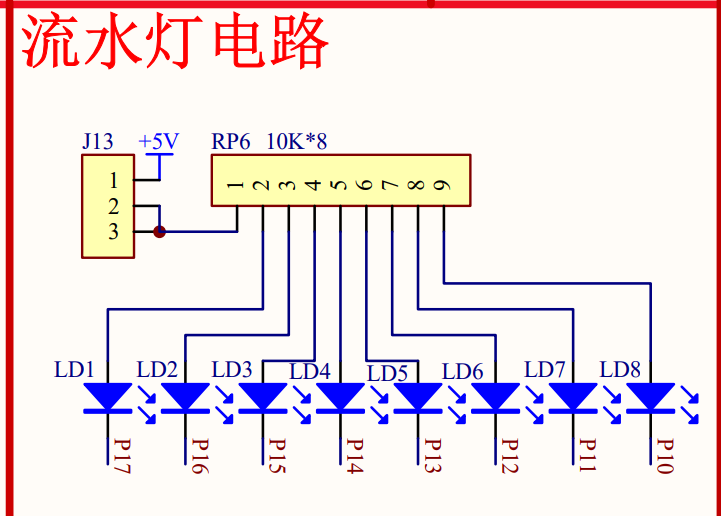 流水灯电路
J13 +5V RP6 10K*8
1
2
3
1 2 3 4 5 6 7 8 9
LD1 LD2 LD3 LD4 LD5 LD6 LD7 LD8
P17 P16 P15 P14 P13 P12 P11 P10